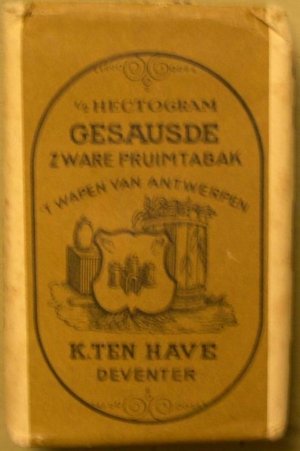 1/2 HECTOGRAM
GESAUSDE
ZWARE PRUIMTABAK
'T WAPEN VAN ANTWERPEN
K. TEN HAVE
DEVENTER